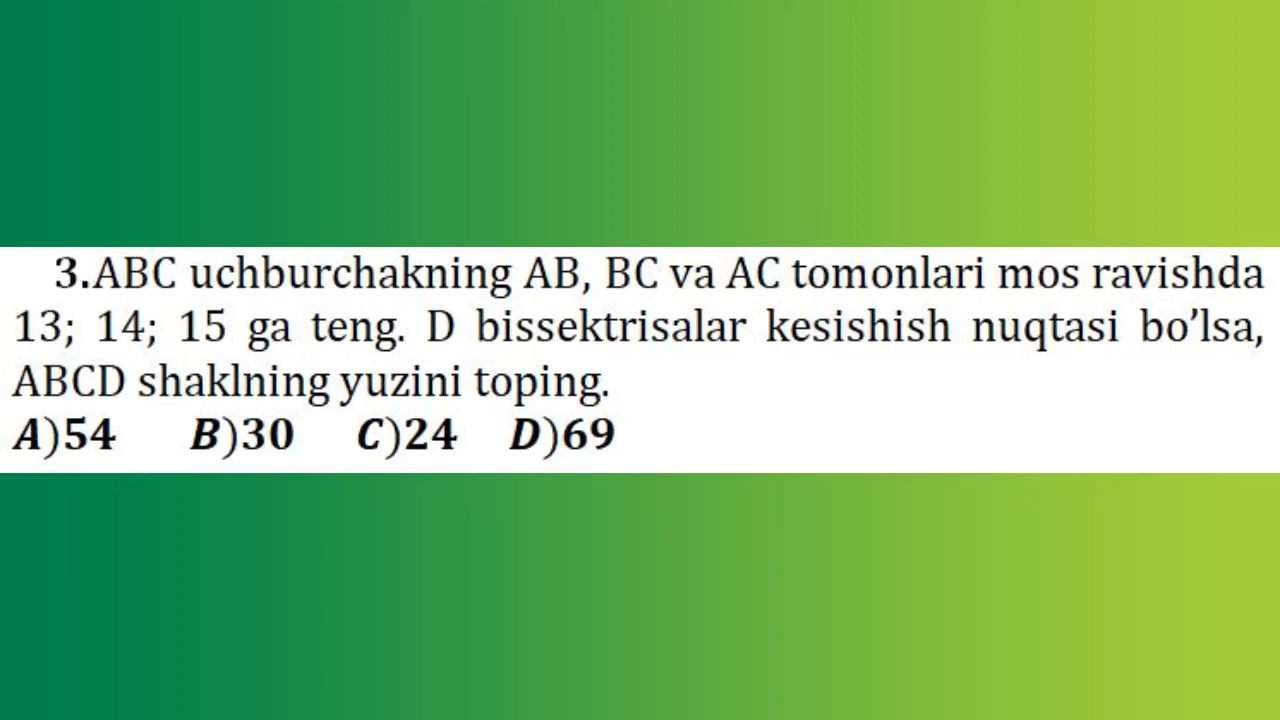 3.ABC uchburchakning AB, BC va AC tomonlari mos ravishda
13; 14; 15 ga teng. D bissektrisalar kesishish nuqtasi bo’lsa,
ABCD shaklning yuzini toping.
A)54 B)30 C)24 D)69